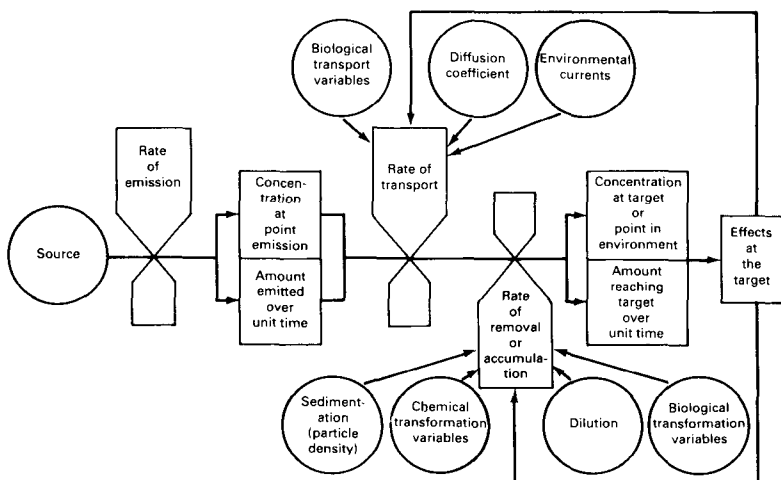 Biological
transport
variables
Diffusion
coefficient
Environmental
currents
Rate
of
emission
Rate of
transport
Concen-
tration
at
point
emission
Concentration
at target
or
point in
environment
Source
Effects
at
the
target
Amount
emitted
over
unit time
Amount
reaching
target
over
unit time
Rate
of
removal
or
accumula-
tion
Sediment-
ation
(particle
density)
Chemical
transformation
variables
Dilution
Biological
transformation
variables